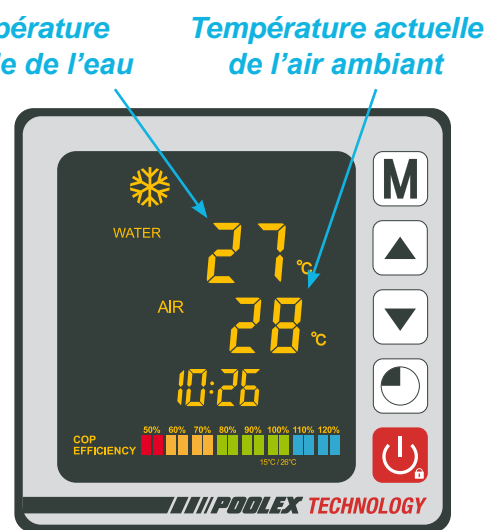 pérature
le de l'eau
Température actuelle
de l'air ambiant
M
WATER
27 °C
AIR
28 °C
10:26
50% 60% 70% 80% 90% 100% 110% 120%
COP
EFFICIENCY
15°C / 26°C
POOLEX TECHNOLOGY